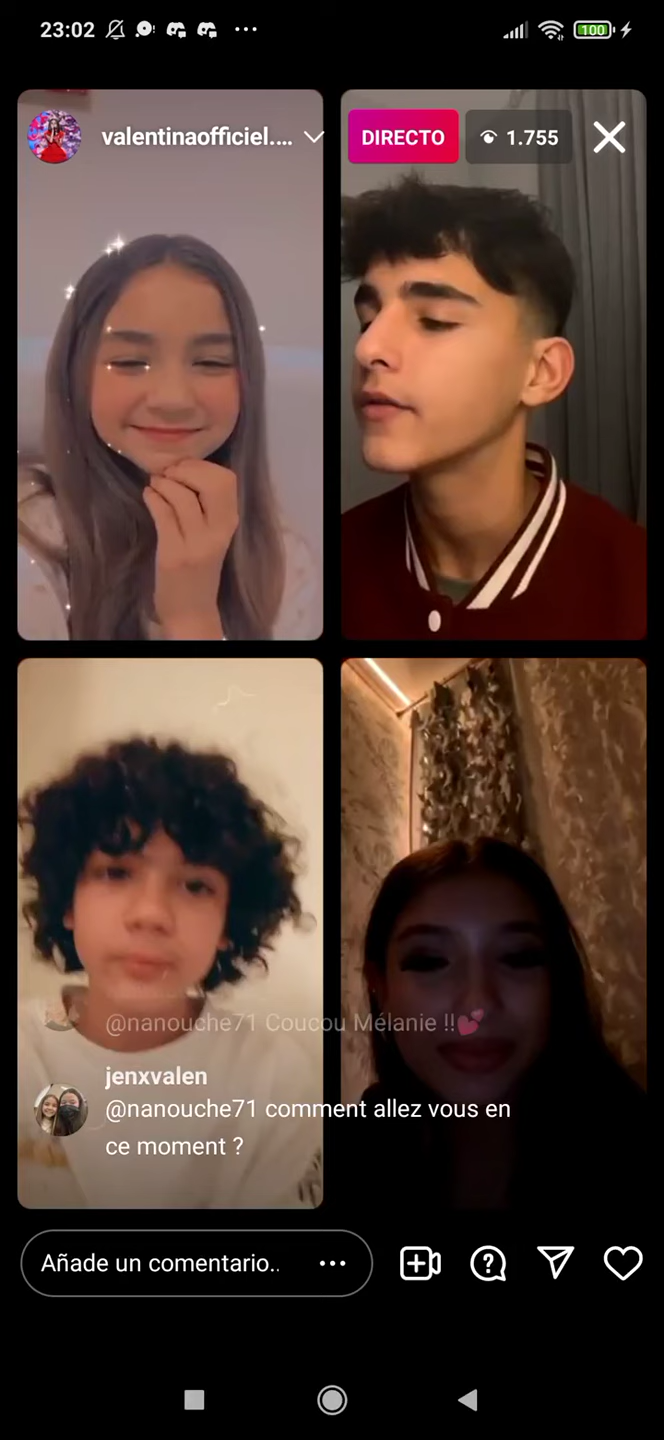 23:02
100
valentinaofficiel....
DIRECTO
1.755
@nanouche71 Coucou Mélanie !!💕
jenxvalen
@nanouche71 comment allez vous en
ce moment ?
Añade un comentario..